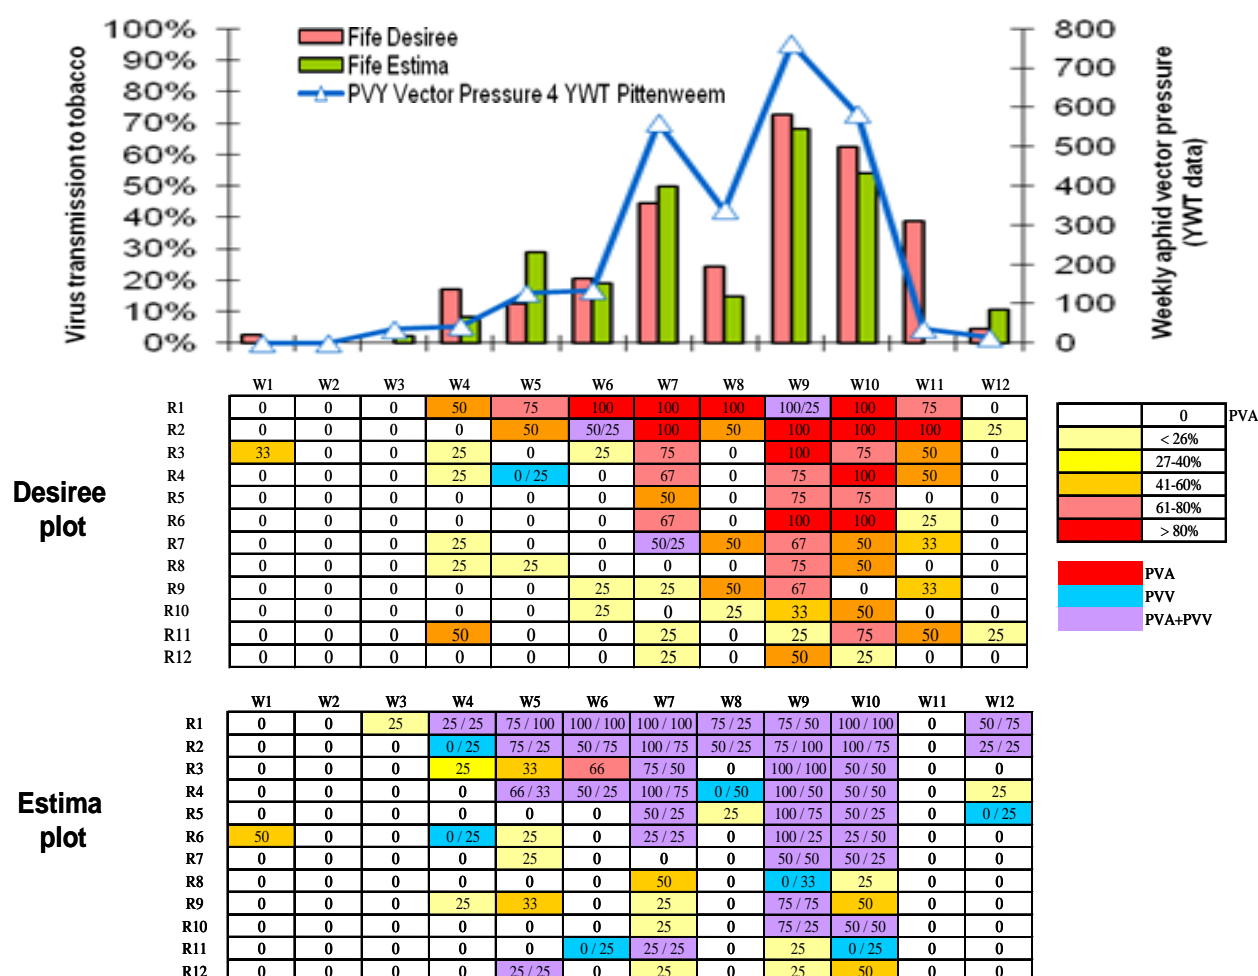 100% 800
90% 700
80% 600
70% 500
60% 400
50% 300
40% 200
30% 100
20% 0
10%
0%
Virus transmission to tobacco
Fife Desiree
Fife Estima
PVY Vector Pressure 4 YWT Pittenweem
Weekly aphid vector pressure
(YWT data)
W1 W2 W3 W4 W5 W6 W7 W8 W9 W10 W11 W12
R1 0 0 0 50 75 100 100 100 100/25 100 75 0
R2 0 0 0 0 50 50/25 100 50 100 100 100 25
R3 33 0 0 25 0 25 75 0 100 75 50 0
R4 0 0 0 25 0 / 25 0 67 0 75 100 50 0
R5 0 0 0 0 0 0 50 0 75 75 0 0
R6 0 0 0 0 0 0 67 0 100 100 25 0
R7 0 0 0 25 0 0 50/25 50 67 50 33 0
R8 0 0 0 25 25 0 0 0 75 50 0 0
R9 0 0 0 0 0 25 25 50 67 0 33 0
R10 0 0 0 0 0 25 0 25 33 50 0 0
R11 0 0 0 50 0 0 25 0 25 75 50 25
R12 0 0 0 0 0 0 25 0 50 25 0 0
Desiree
plot
0 PVA
< 26%
27-40%
41-60%
61-80%
> 80%
PVA
PVV
PVA+PVV
W1 W2 W3 W4 W5 W6 W7 W8 W9 W10 W11 W12
R1 0 0 25 25 / 25 75 / 100 100 / 100 100 / 100 75 / 25 75 / 50 100 / 100 0 50 / 75
R2 0 0 0 0 / 25 75 / 25 50 / 75 100 / 75 50 / 25 75 / 100 100 / 75 0 25 / 25
R3 0 0 0 25 33 66 75 / 50 0 100 / 100 50 / 50 0 0
R4 0 0 0 0 66 / 33 50 / 25 100 / 75 0 / 50 100 / 50 50 / 50 0 25
R5 0 0 0 0 0 0 50 / 25 25 100 / 75 50 / 25 0 0 / 25
R6 50 0 0 0 / 25 25 0 25 / 25 0 100 / 25 25 / 50 0 0
R7 0 0 0 0 25 0 0 0 50 / 50 50 / 25 0 0
R8 0 0 0 0 0 0 50 0 0 / 33 25 0 0
R9 0 0 0 25 33 0 25 0 75 / 75 50 0 0
R10 0 0 0 0 0 0 25 0 75 / 25 50 / 50 0 0
R11 0 0 0 0 0 0 / 25 25 / 25 0 25 0 / 25 0 0
R12 0 0 0 0 25 / 25 0 25 0 25 50 0 0
Estima
plot